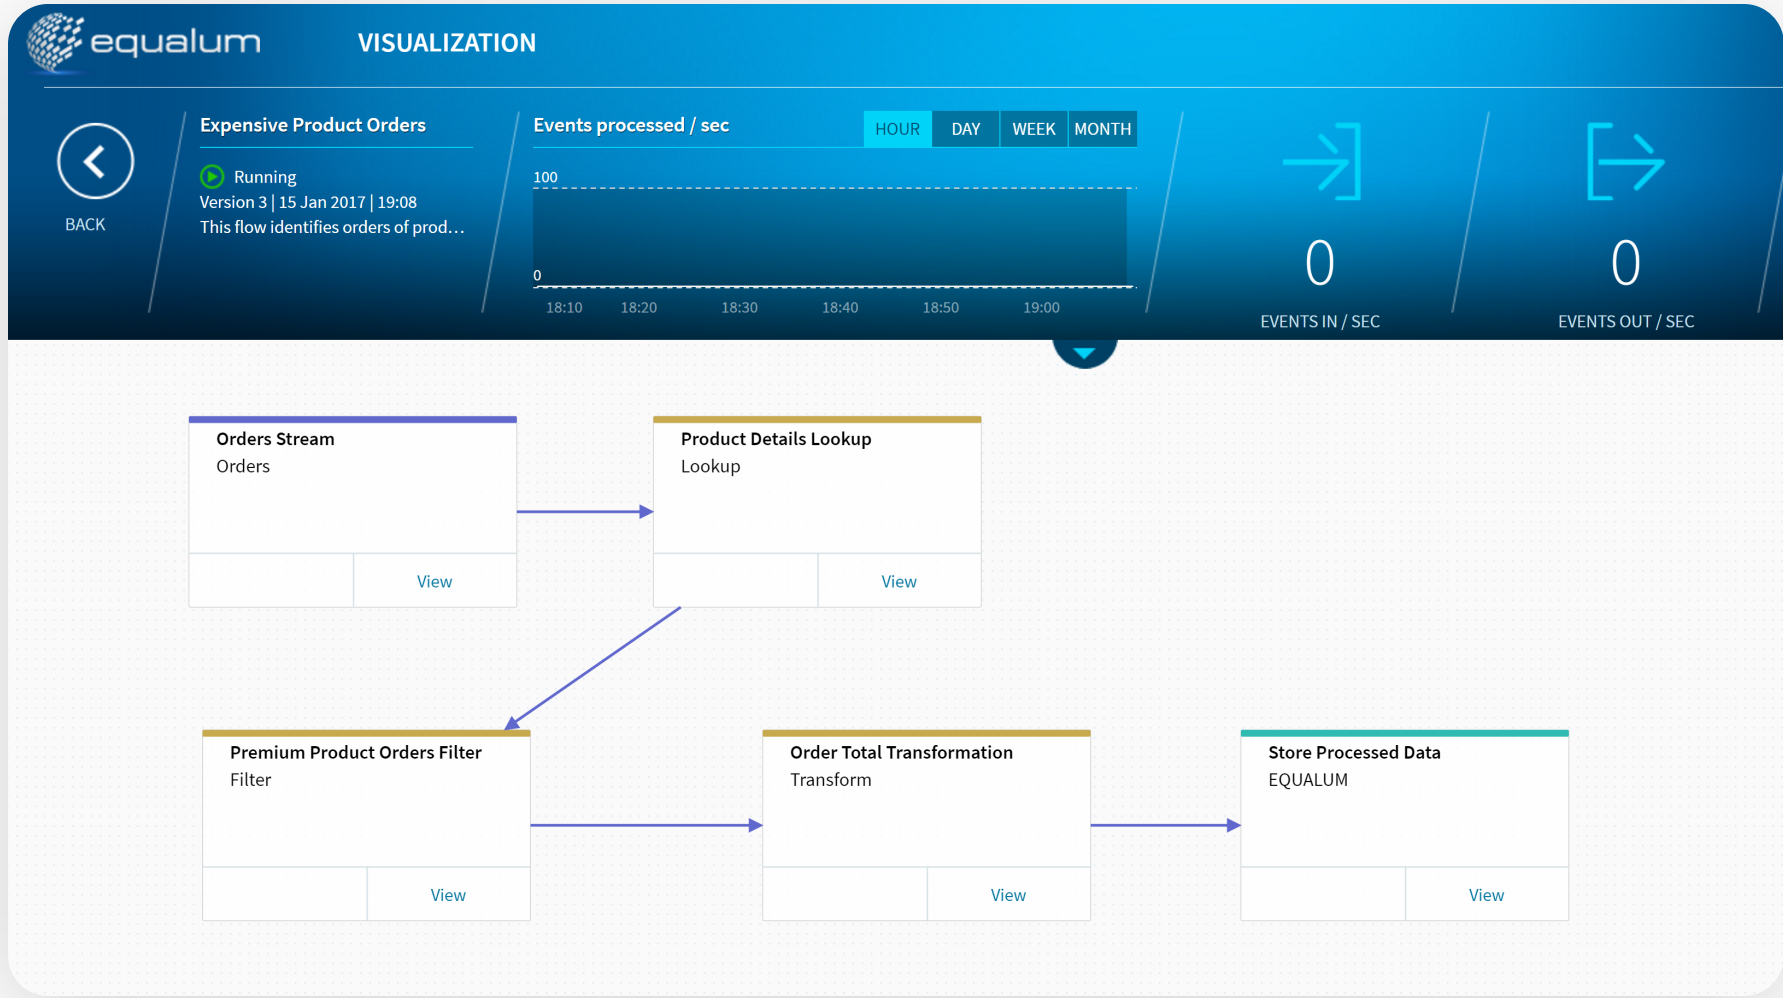 equalum
VISUALIZATION
BACK
Expensive Product Orders
Running
Version 3 | 15 Jan 2017 | 19:08
This flow identifies orders of prod...
Events processed / sec
HOUR DAY WEEK MONTH
100
0
18:10 18:20 18:30 18:40 18:50 19:00
0
EVENTS IN / SEC
0
EVENTS OUT / SEC
Orders Stream
Orders
View
Product Details Lookup
Lookup
View
Premium Product Orders Filter
Filter
View
Order Total Transformation
Transform
View
Store Processed Data
EQUALUM
View